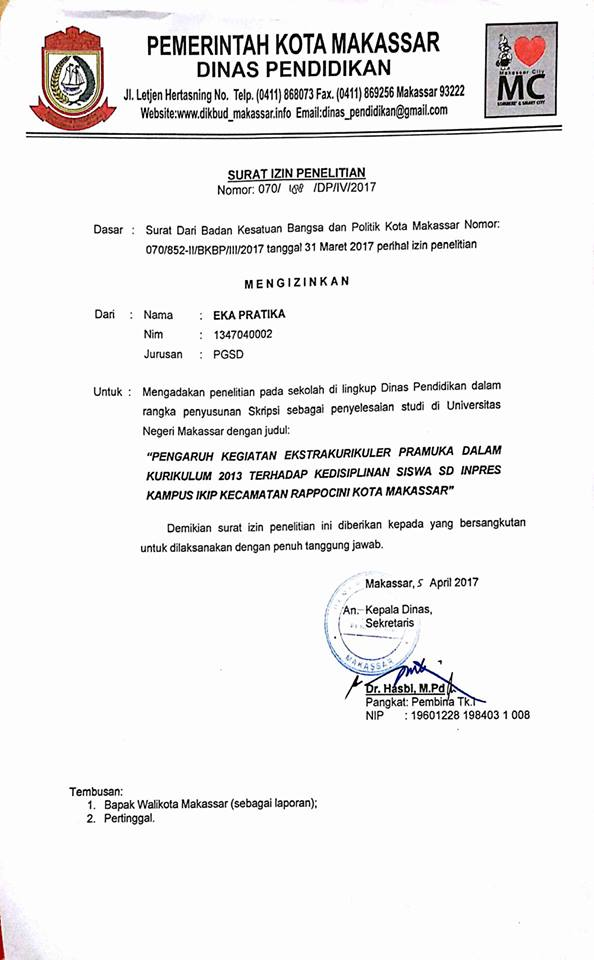 PEMERINTAH KOTA MAKASSAR
DINAS PENDIDIKAN
Jl. Letjen Hertasning No. Telp. (0411) 868073 Fax. (0411) 869256 Makassar 93222
Website:www.dikbud_makassar.info Email:dinas_pendidikan@gmail.com
Makassar City
MC
SOMBERE' & SMART CITY
SURAT IZIN PENELITIAN
Nomor: 070/ /DP/IV/2017
Dasar : Surat Dari Badan Kesatuan Bangsa dan Politik Kota Makassar Nomor:
070/852-II/BKBP/III/2017 tanggal 31 Maret 2017 perihal izin penelitian
MENGIZINKAN
Dari : Nama : EKA PRATIKA
Nim : 1347040002
Jurusan : PGSD
Untuk : Mengadakan penelitian pada sekolah di lingkup Dinas Pendidikan dalam
rangka penyusunan Skripsi sebagai penyelesaian studi di Universitas
Negeri Makassar dengan judul:
"PENGARUH KEGIATAN EKSTRAKURIKULER PRAMUKA DALAM
KURIKULUM 2013 TERHADAP KEDISIPLINAN SISWA SD INPRES
KAMPUS IKIP KECAMATAN RAPPOCINI KOTA MAKASSAR"
Demikian surat izin penelitian ini diberikan kepada yang bersangkutan
untuk dilaksanakan dengan penuh tanggung jawab.
Makassar, 5 April 2017
An. Kepala Dinas,
Sekretaris
MAKASSAR
Dr. Hasbi, M.Pd
Pangkat: Pembina Tk.I
NIP : 19601228 198403 1 008
Tembusan:
1. Bapak Walikota Makassar (sebagai laporan);
2. Pertinggal.